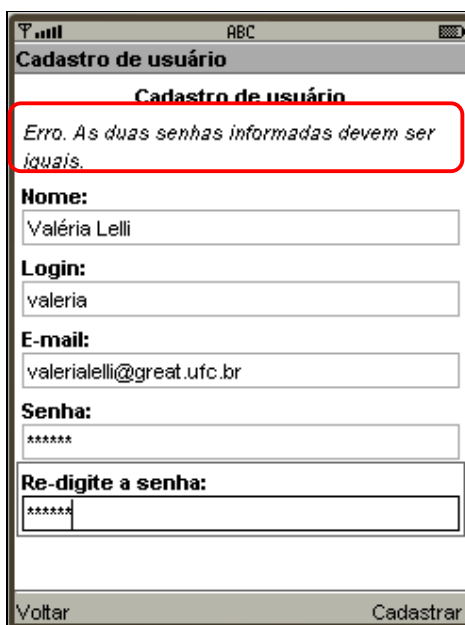 ABC
Cadastro de usuário
Cadastro de usuário
Erro. As duas senhas informadas devem ser
iguais.
Nome:
Valéria Lelli
Login:
valeria
E-mail:
valerialelli@great.ufc.br
Senha:
******
Re-digite a senha:
******
Voltar
Cadastrar